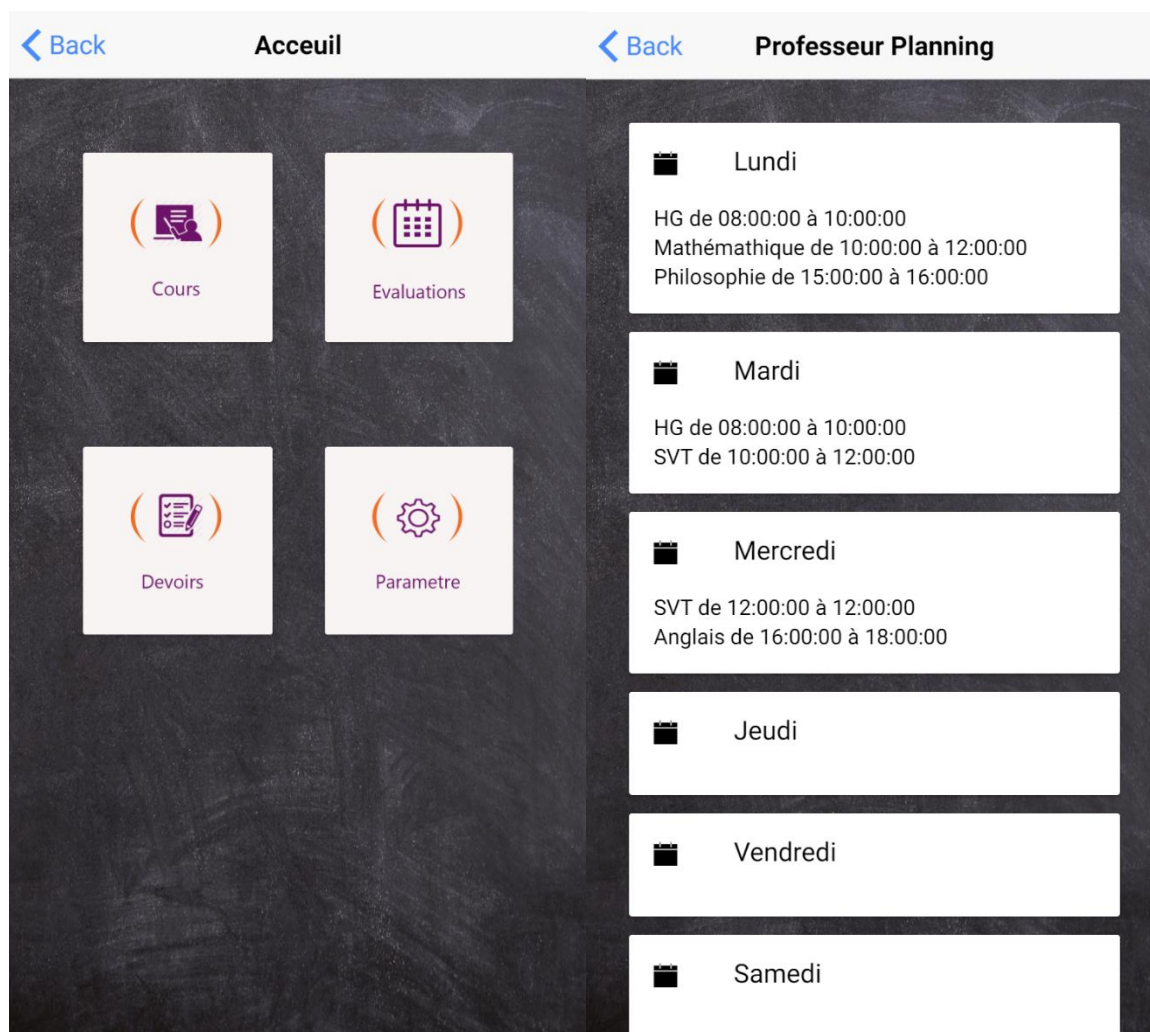 Back
Acceuil
Cours
Evaluations
Devoirs
Parametre
Back
Professeur Planning
Lundi
HG de 08:00:00 à 10:00:00
Mathémathique de 10:00:00 à 12:00:00
Philosophie de 15:00:00 à 16:00:00
Mardi
HG de 08:00:00 à 10:00:00
SVT de 10:00:00 à 12:00:00
Mercredi
SVT de 12:00:00 à 12:00:00
Anglais de 16:00:00 à 18:00:00
Jeudi
Vendredi
Samedi